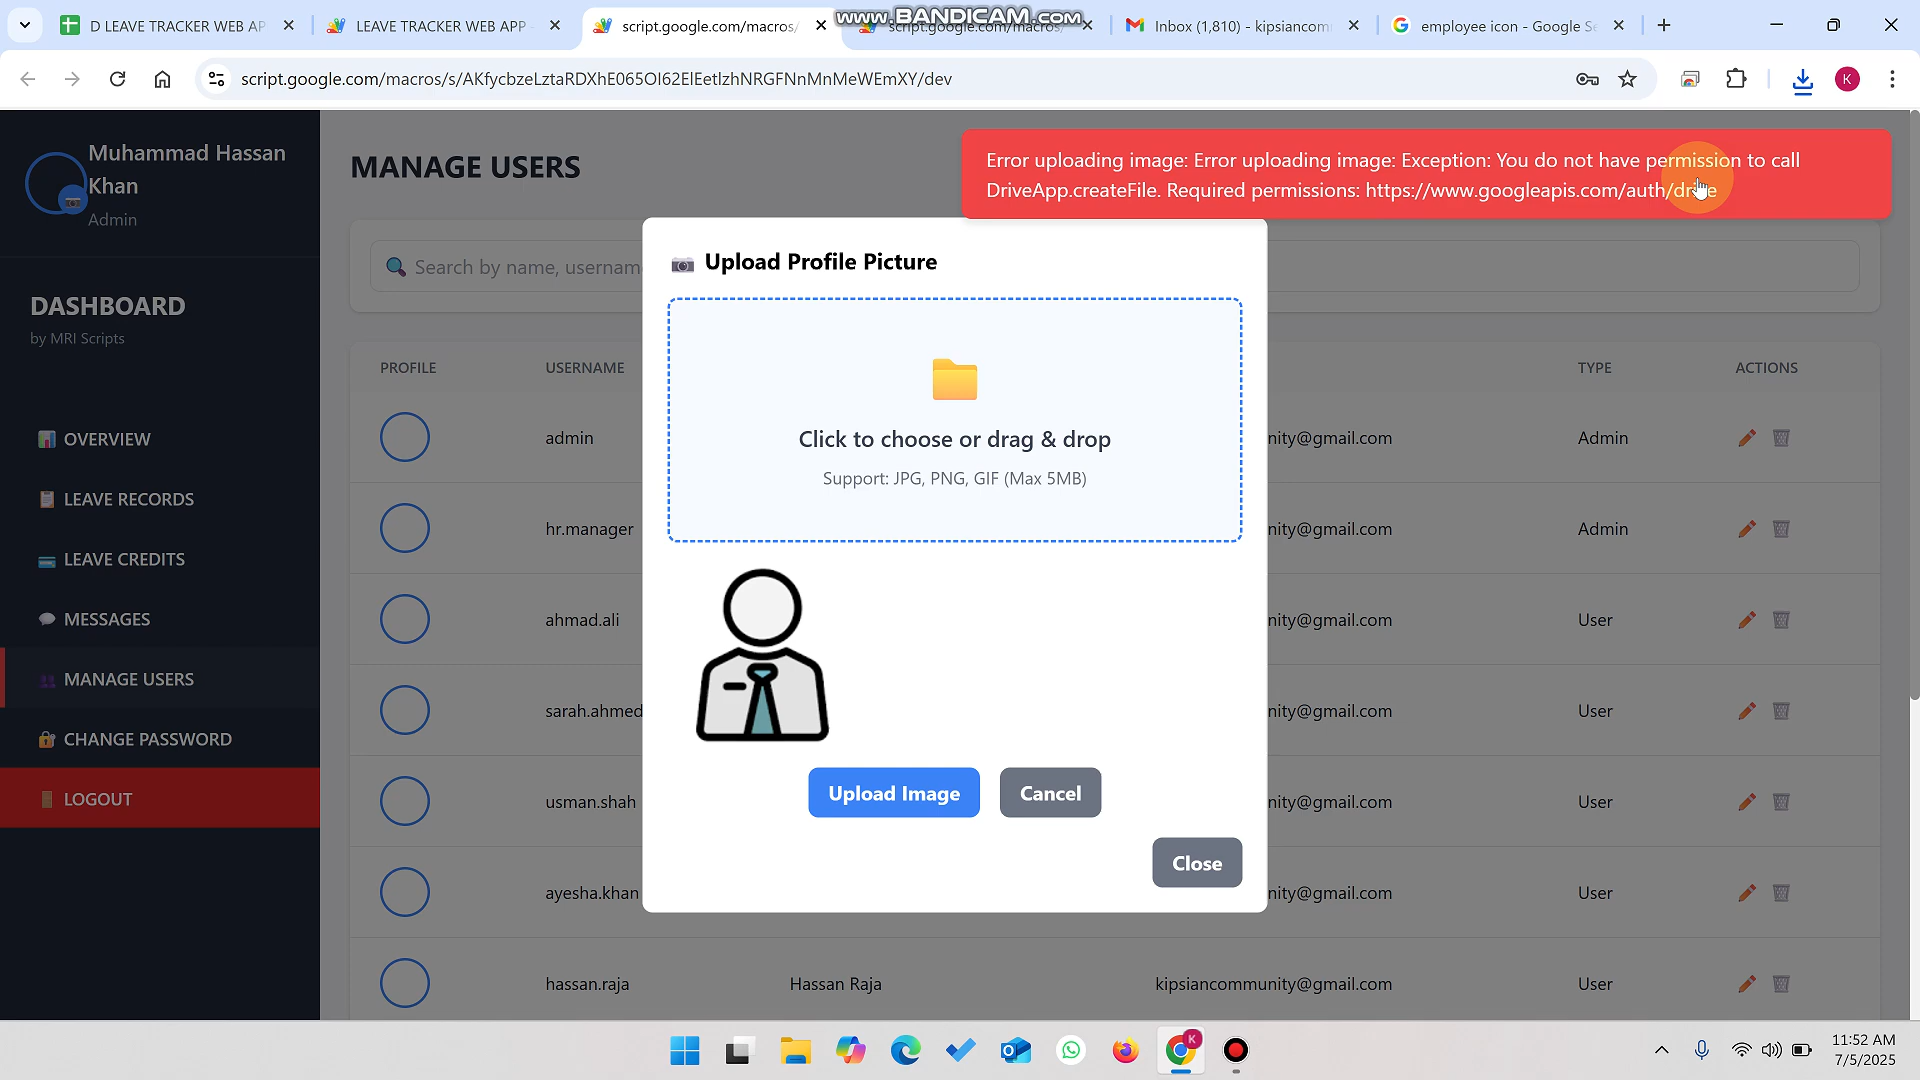 D LEAVE TRACKER WEB AP
LEAVE TRACKER WEB APP -
script.google.com/macros/
script.google.com/macros/
Inbox (1,810) - kipsiancom
employee icon - Google Se
www.BANDICAM.com
script.google.com/macros/s/AKfycbzeLztaRDXhE065OI62ElEetIzhNRGFNnMnMeWEmXY/dev
K
Muhammad Hassan
Khan
Admin
DASHBOARD
by MRI Scripts
OVERVIEW
LEAVE RECORDS
LEAVE CREDITS
MESSAGES
MANAGE USERS
CHANGE PASSWORD
LOGOUT
MANAGE USERS
Error uploading image: Error uploading image: Exception: You do not have permission to call
DriveApp.createFile. Required permissions: https://www.googleapis.com/auth/drive
Search by name, usernam
PROFILE USERNAME TYPE ACTIONS
admin nity@gmail.com Admin
hr.manager nity@gmail.com Admin
ahmad.ali nity@gmail.com User
sarah.ahmed nity@gmail.com User
usman.shah nity@gmail.com User
ayesha.khan nity@gmail.com User
hassan.raja Hassan Raja kipsiancommunity@gmail.com User
Upload Profile Picture
Click to choose or drag & drop
Support: JPG, PNG, GIF (Max 5MB)
Upload Image
Cancel
Close
K
11:52 AM
7/5/2025